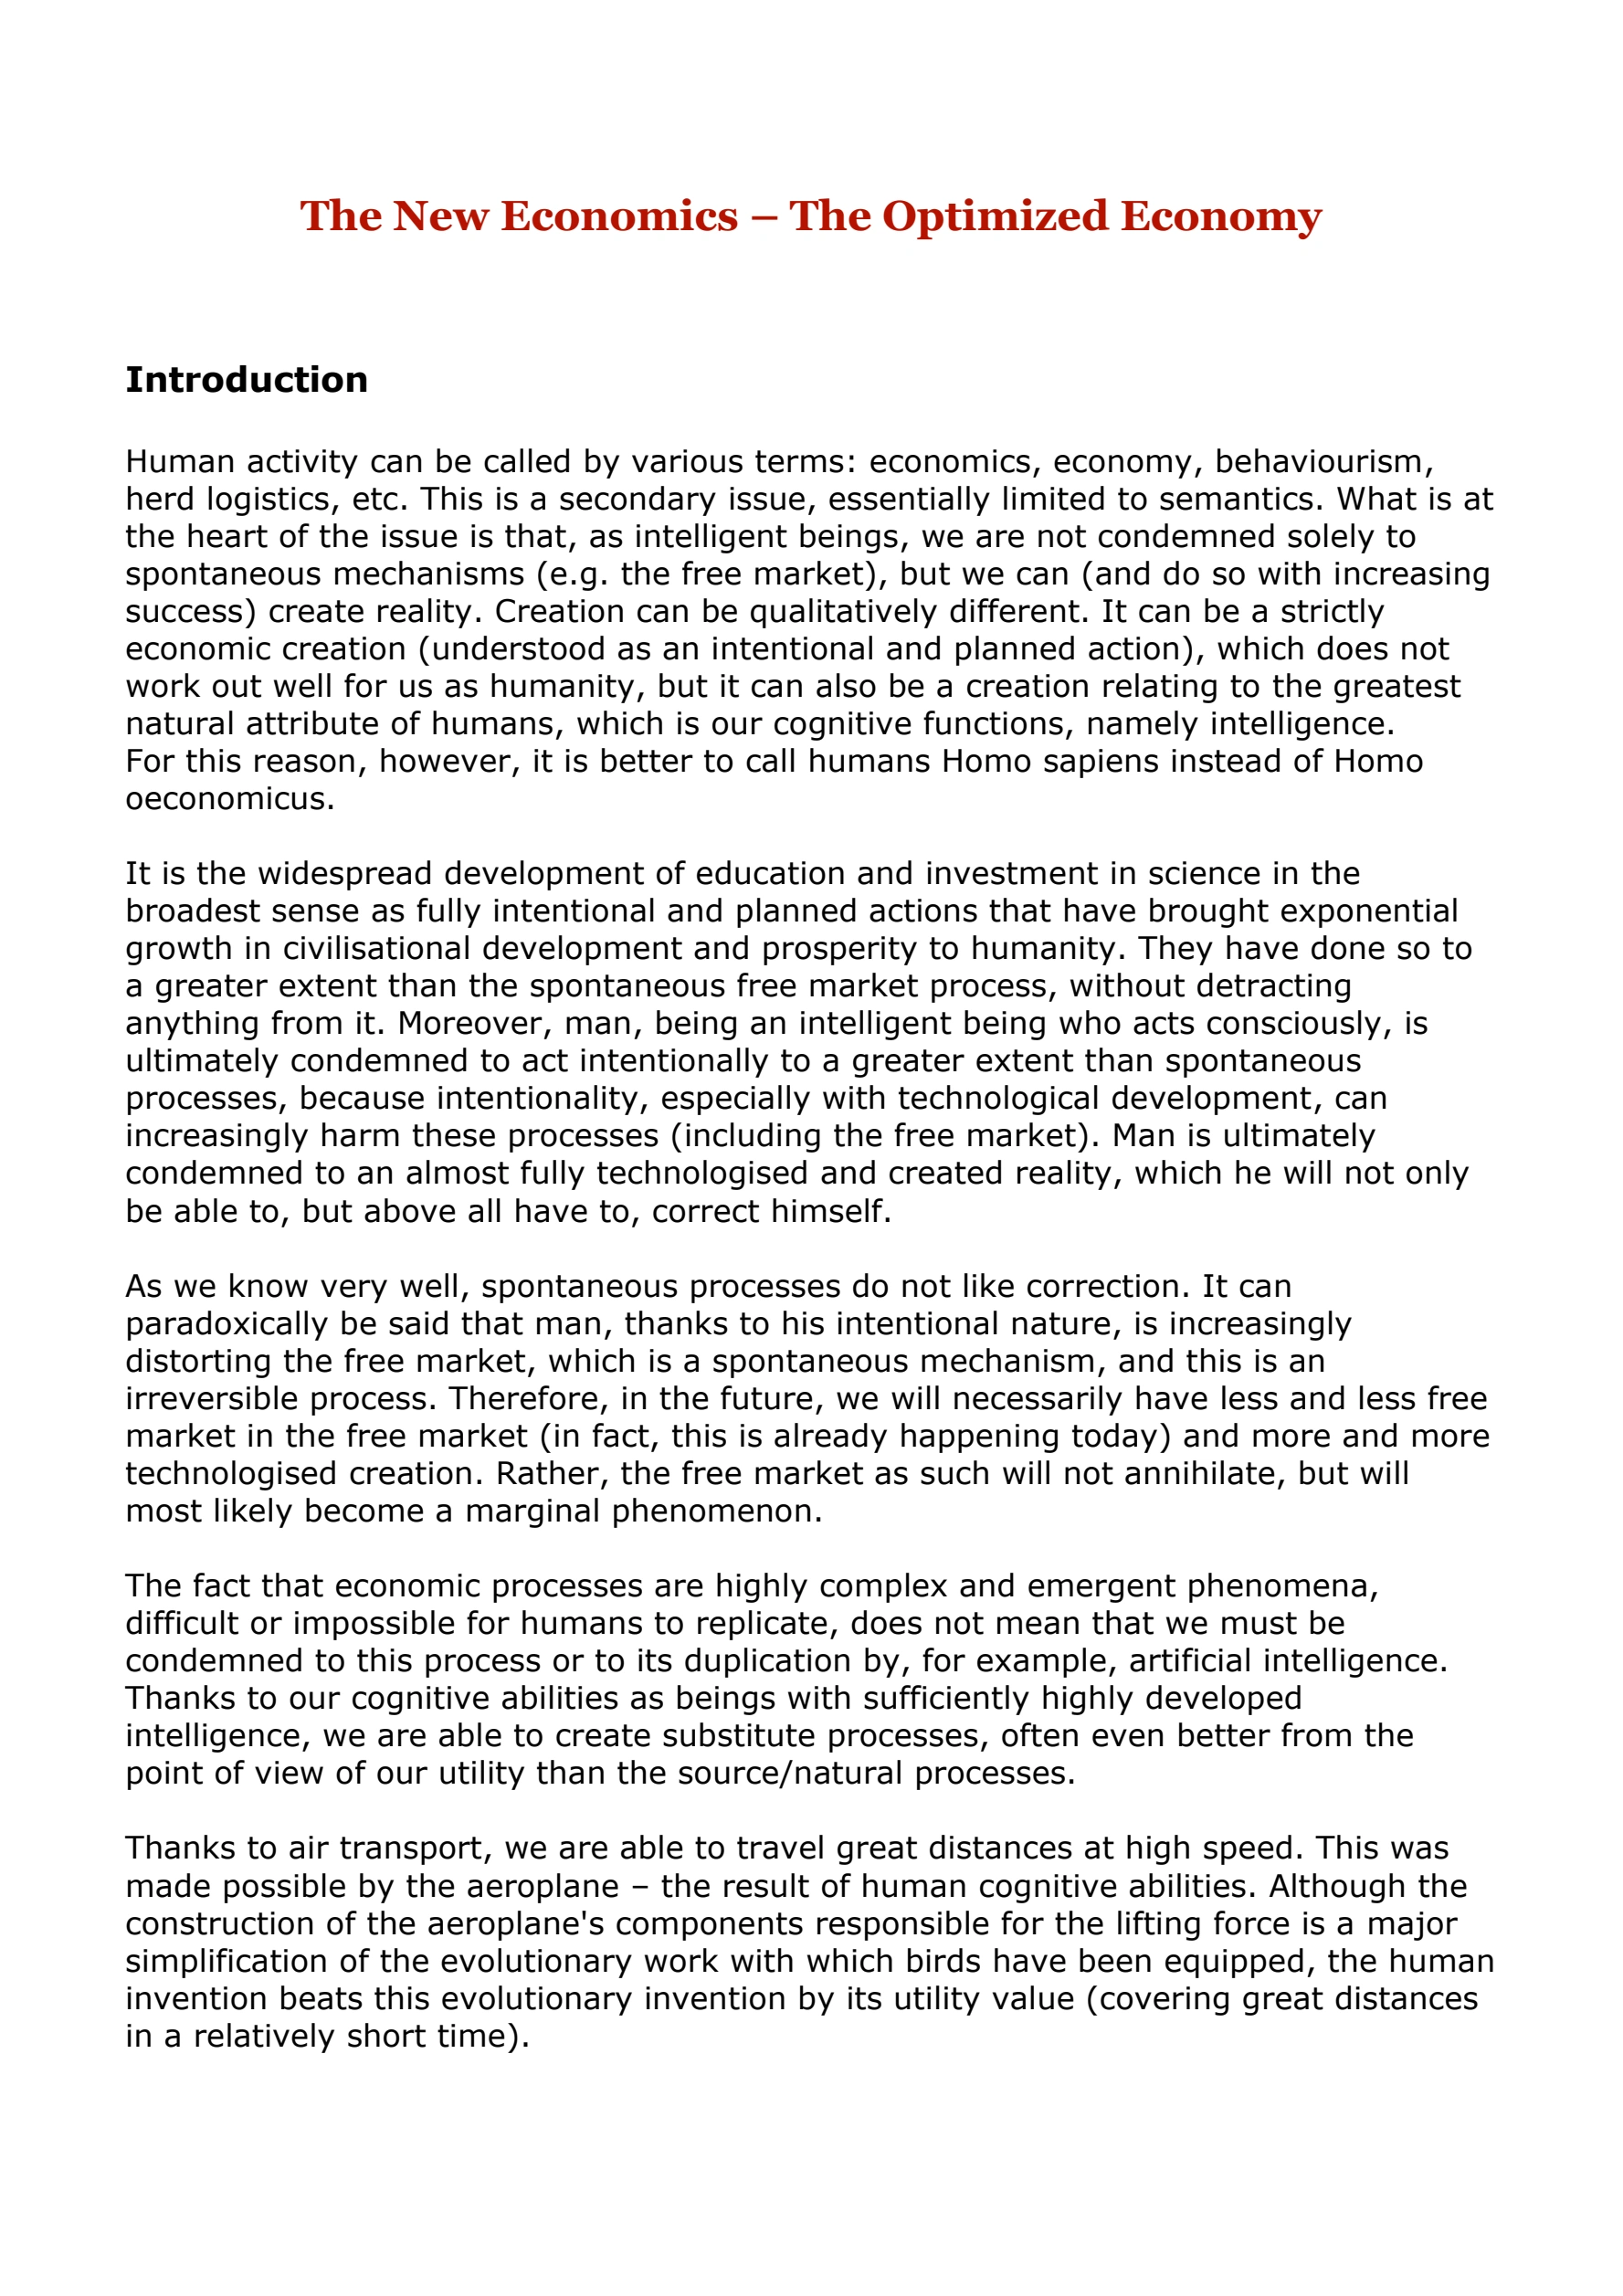 The New Economics – The Optimized Economy
Introduction
Human activity can be called by various terms: economics, economy, behaviourism,
herd logistics, etc. This is a secondary issue, essentially limited to semantics. What is at
the heart of the issue is that, as intelligent beings, we are not condemned solely to
spontaneous mechanisms (e.g. the free market), but we can (and do so with increasing
success) create reality. Creation can be qualitatively different. It can be a strictly
economic creation (understood as an intentional and planned action), which does not
work out well for us as humanity, but it can also be a creation relating to the greatest
natural attribute of humans, which is our cognitive functions, namely intelligence.
For this reason, however, it is better to call humans Homo sapiens instead of Homo
oeconomicus.
It is the widespread development of education and investment in science in the
broadest sense as fully intentional and planned actions that have brought exponential
growth in civilisational development and prosperity to humanity. They have done so to
a greater extent than the spontaneous free market process, without detracting
anything from it. Moreover, man, being an intelligent being who acts consciously, is
ultimately condemned to act intentionally to a greater extent than spontaneous
processes, because intentionality, especially with technological development, can
increasingly harm these processes (including the free market). Man is ultimately
condemned to an almost fully technologised and created reality, which he will not only
be able to, but above all have to, correct himself.
As we know very well, spontaneous processes do not like correction. It can
paradoxically be said that man, thanks to his intentional nature, is increasingly
distorting the free market, which is a spontaneous mechanism, and this is an
irreversible process. Therefore, in the future, we will necessarily have less and less free
market in the free market (in fact, this is already happening today) and more and more
technologised creation. Rather, the free market as such will not annihilate, but will
most likely become a marginal phenomenon.
The fact that economic processes are highly complex and emergent phenomena,
difficult or impossible for humans to replicate, does not mean that we must be
condemned to this process or to its duplication by, for example, artificial intelligence.
Thanks to our cognitive abilities as beings with sufficiently highly developed
intelligence, we are able to create substitute processes, often even better from the
point of view of our utility than the source/natural processes.
Thanks to air transport, we are able to travel great distances at high speed. This was
made possible by the aeroplane – the result of human cognitive abilities. Although the
construction of the aeroplane's components responsible for the lifting force is a major
simplification of the evolutionary work with which birds have been equipped, the human
invention beats this evolutionary invention by its utility value (covering great distances
in a relatively short time).